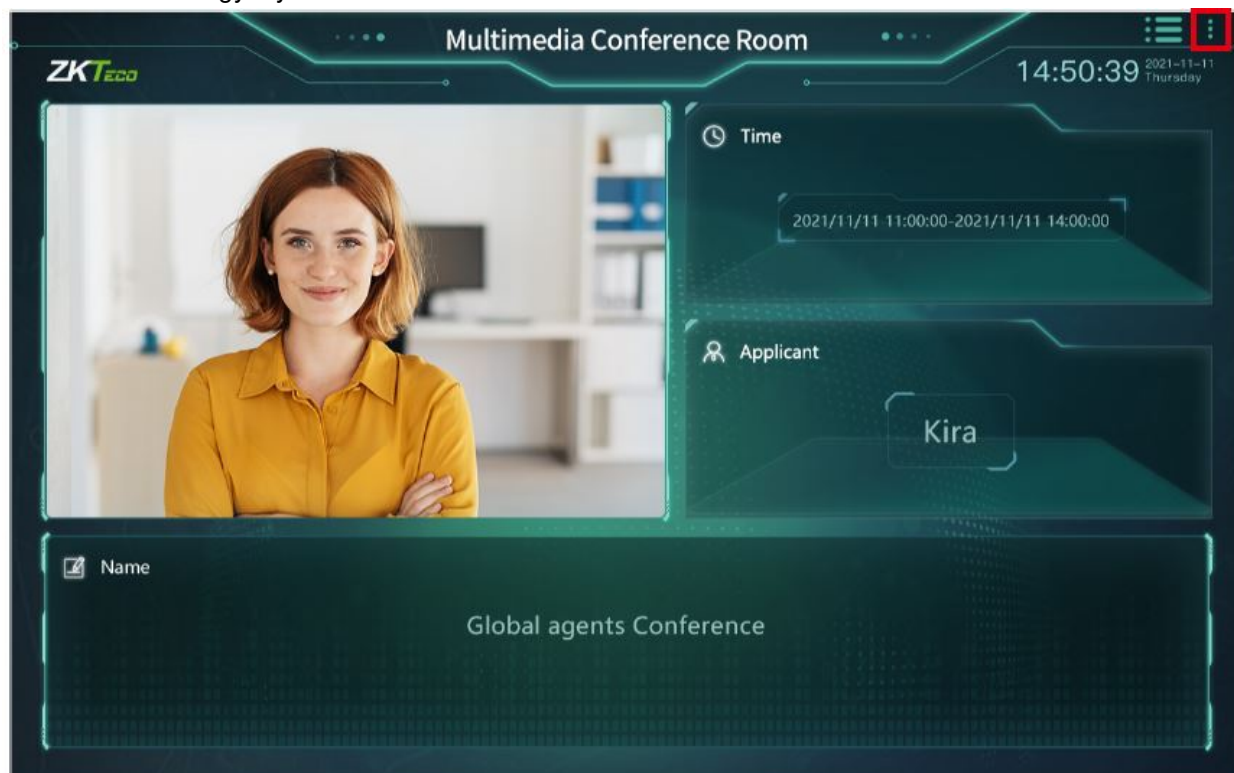 Multimedia Conference Room
ZKTeco
14:50:39 2021-11-11
Thursday
Time
2021/11/11 11:00:00-2021/11/11 14:00:00
Applicant
Kira
Name
Global agents Conference